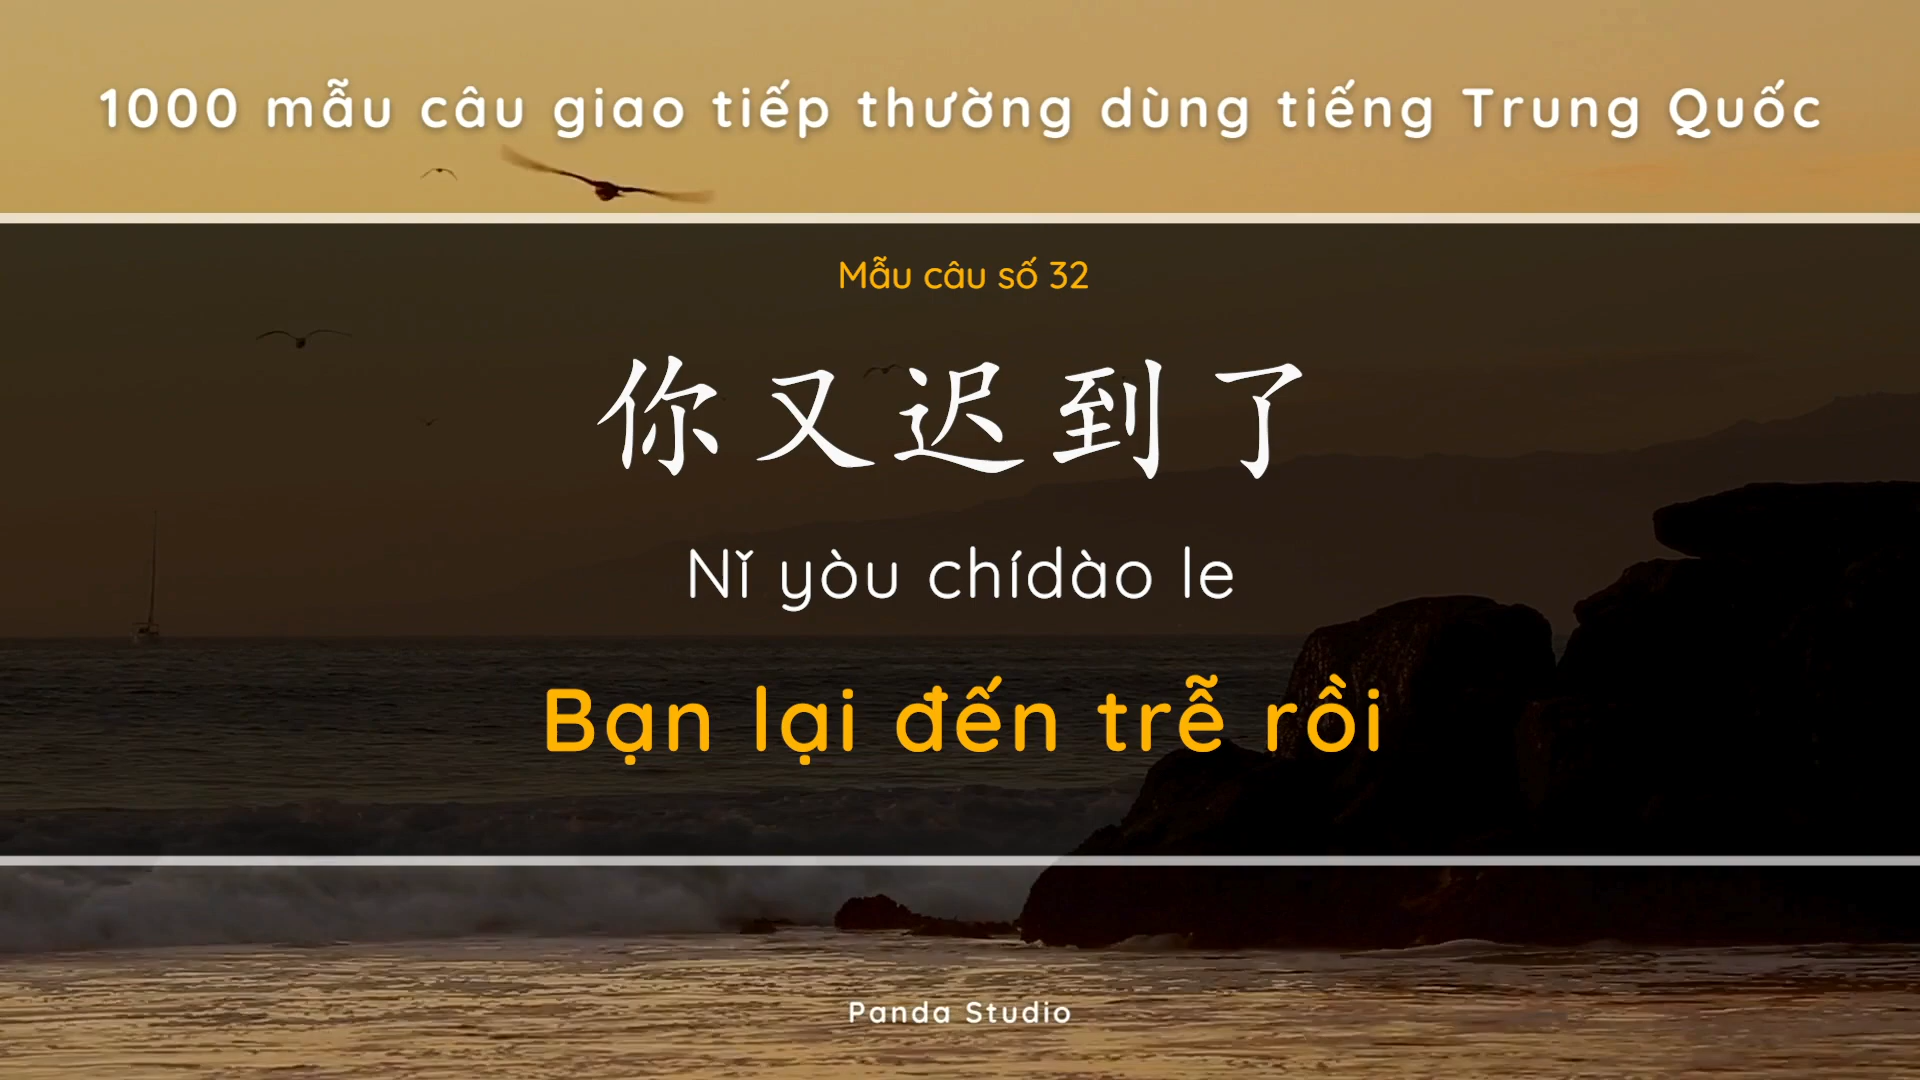 1000 mẫu câu giao tiếp thường dùng tiếng Trung Quốc
Mẫu câu số 32
你又迟到了
Nǐ yòu chídào le
Bạn lại đến trễ rồi
Panda Studio